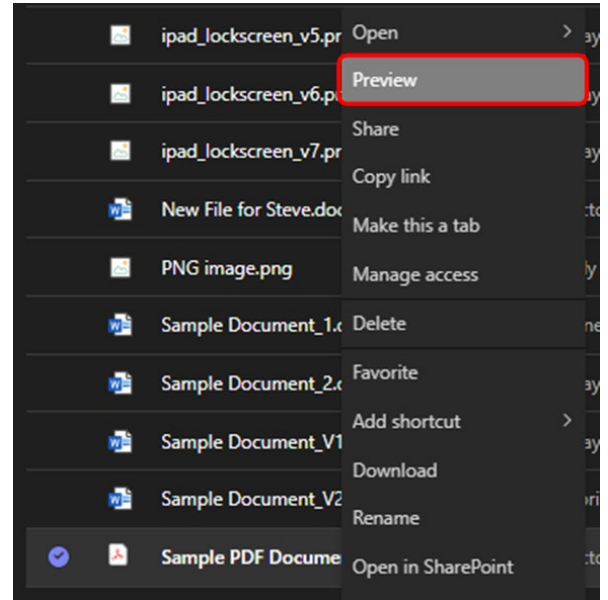 ipad_lockscreen_v5.pr
ipad_lockscreen_v6.p
ipad_lockscreen_v7.pr
New File for Steve.doc
PNG image.png
Sample Document_1.
Sample Document_2.
Sample Document_V1
Sample Document_V2
Sample PDF Docume
Open
Preview
Share
Copy link
Make this a tab
Manage access
Delete
Favorite
Add shortcut
Download
Rename
Open in SharePoint